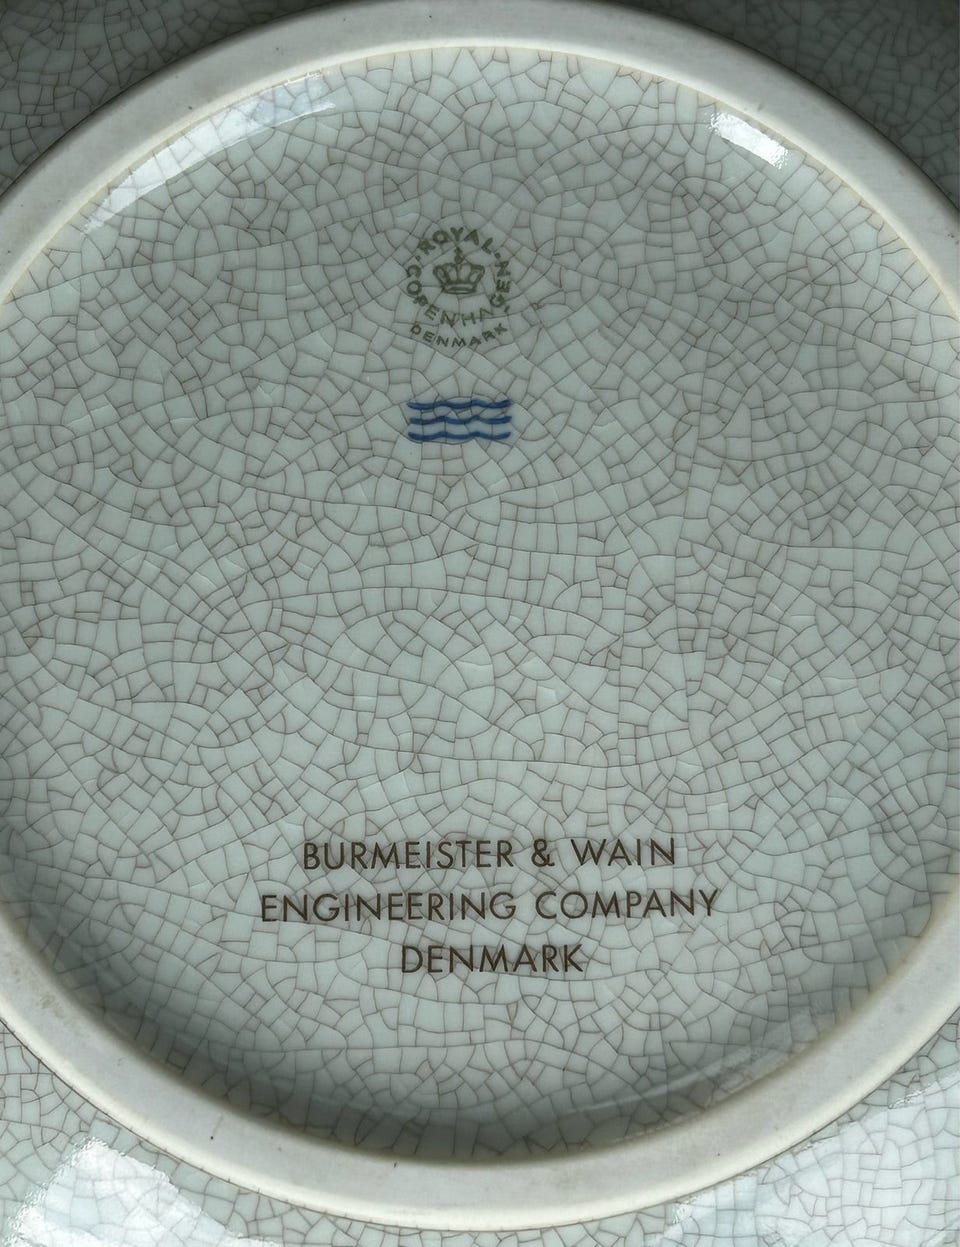 ROYAL COPENHAGEN
DENMARK
BURMEISTER & WAIN
ENGINEERING COMPANY
DENMARK